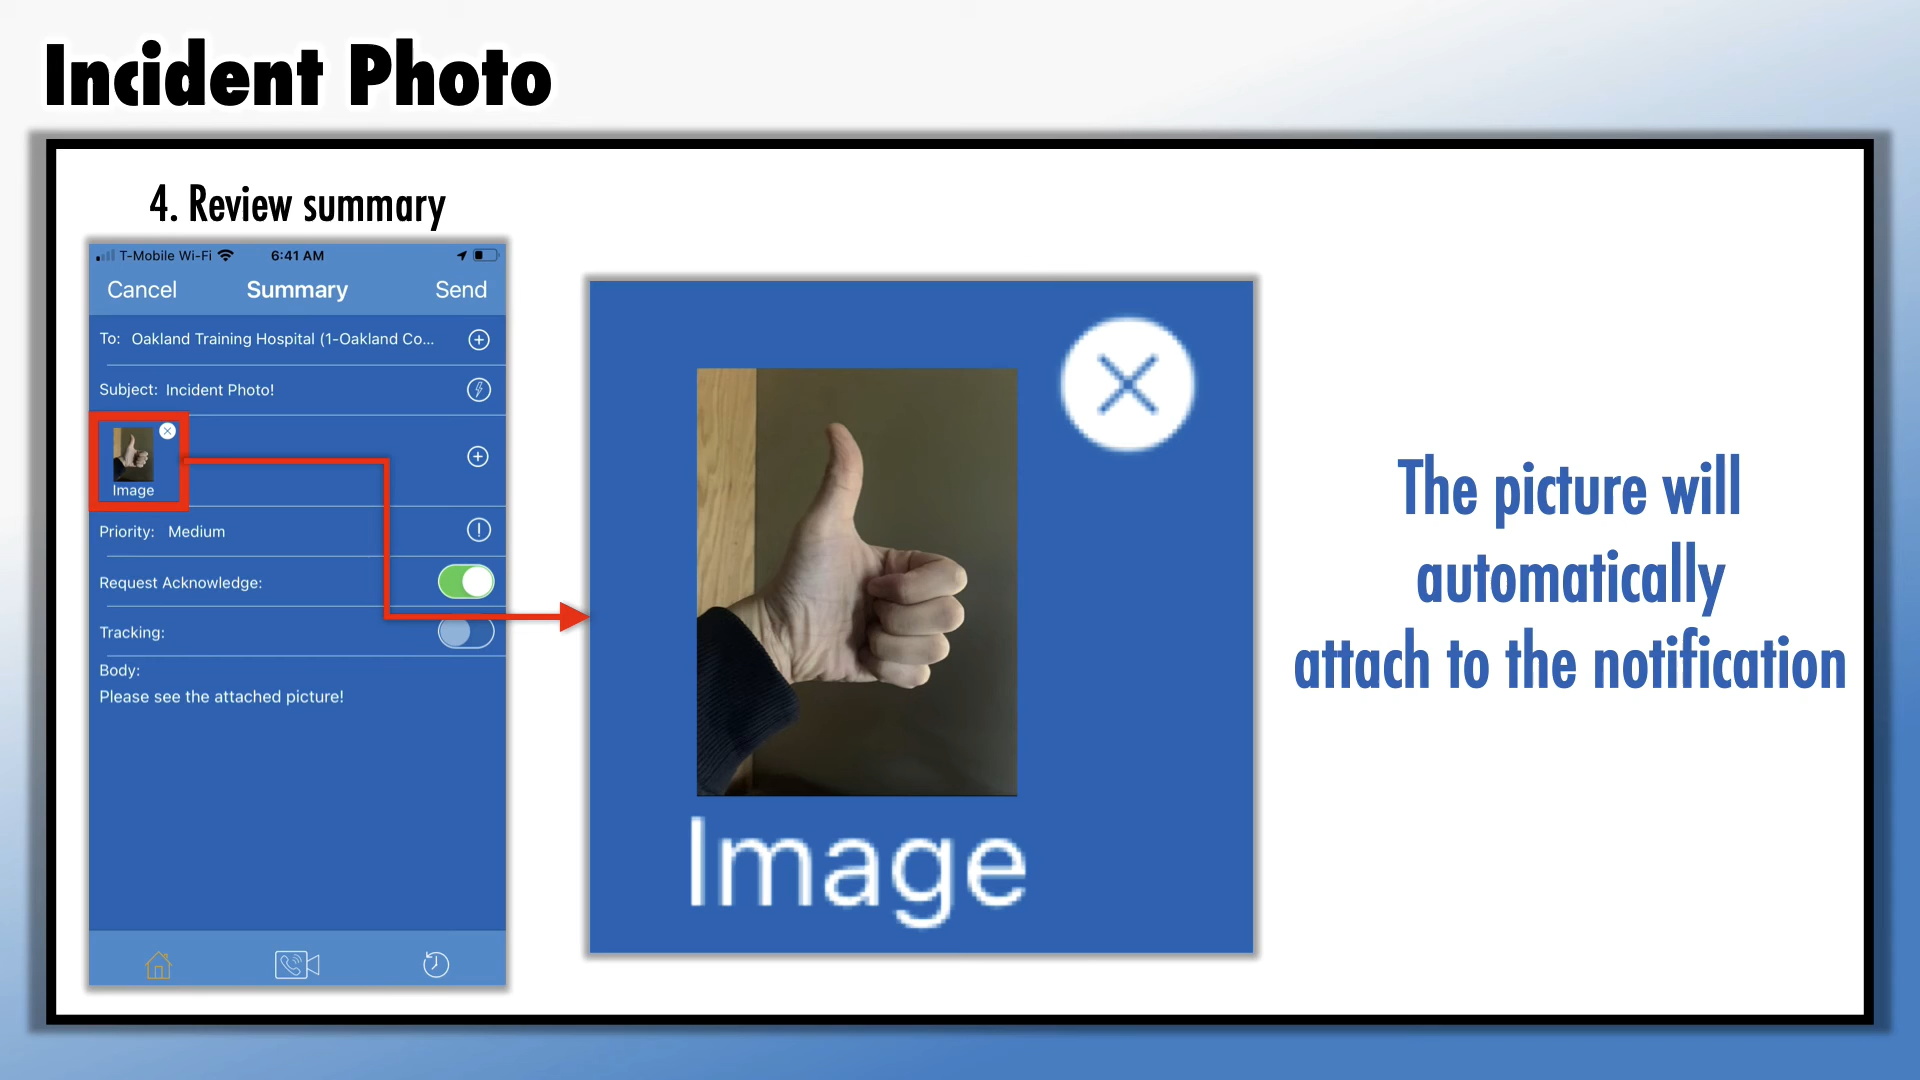 Incident Photo
4. Review summary
T-Mobile Wi-Fi 6:41 AM
Cancel Summary Send
To: Oakland Training Hospital (1-Oakland Co...
Subject: Incident Photo!
Image
Priority: Medium
Request Acknowledge:
Tracking:
Body:
Please see the attached picture!
Image
The picture will
automatically
attach to the notification